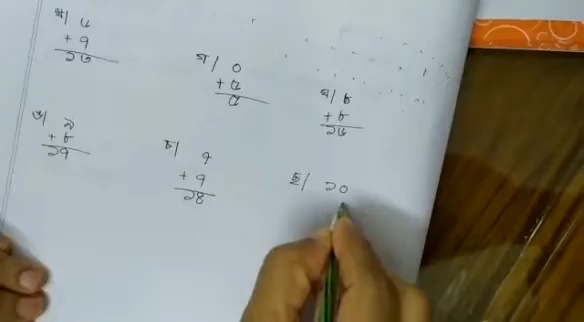 খ/ ৬
+ ৭
১৩
গ/ ০
+ ৫
৫
ঘ/ ৮
+ ৮
১৬
ঙ/ ৯
+ ৮
১৭
চ/ ৭
+ ৭
১৪
ছ/ ১০